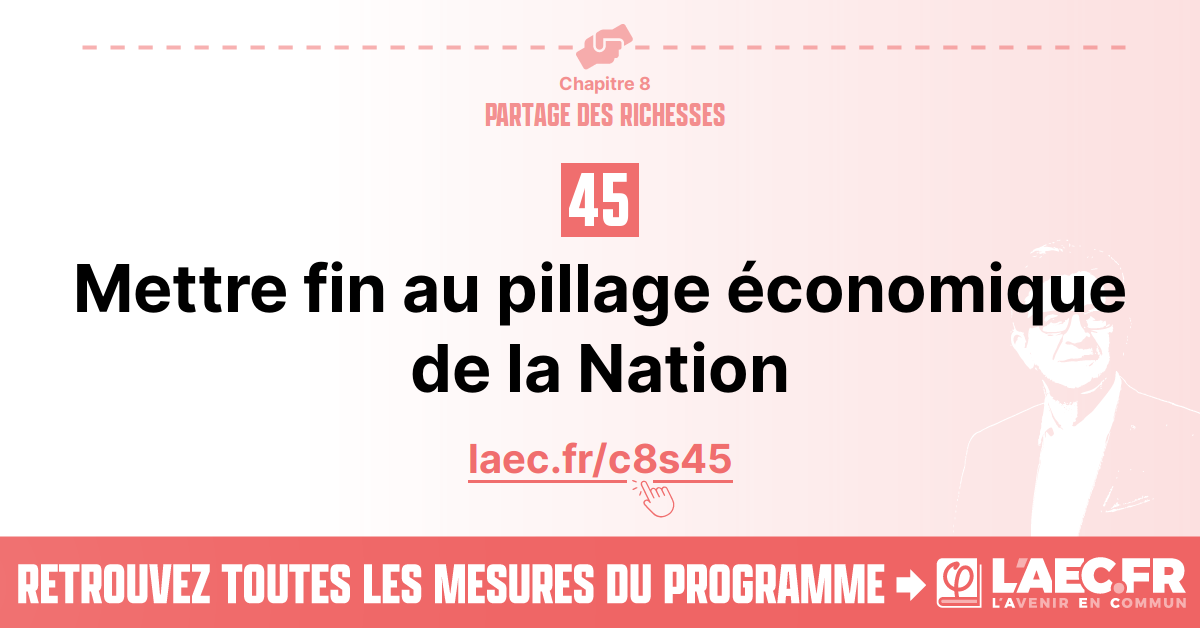 Chapitre 8
PARTAGE DES RICHESSES
45
Mettre fin au pillage économique
de la Nation
laec.fr/c8s45
RETROUVEZ TOUTES LES MESURES DU PROGRAMME
φ
L'AEC.FR
L'AVENIR EN COMMUN